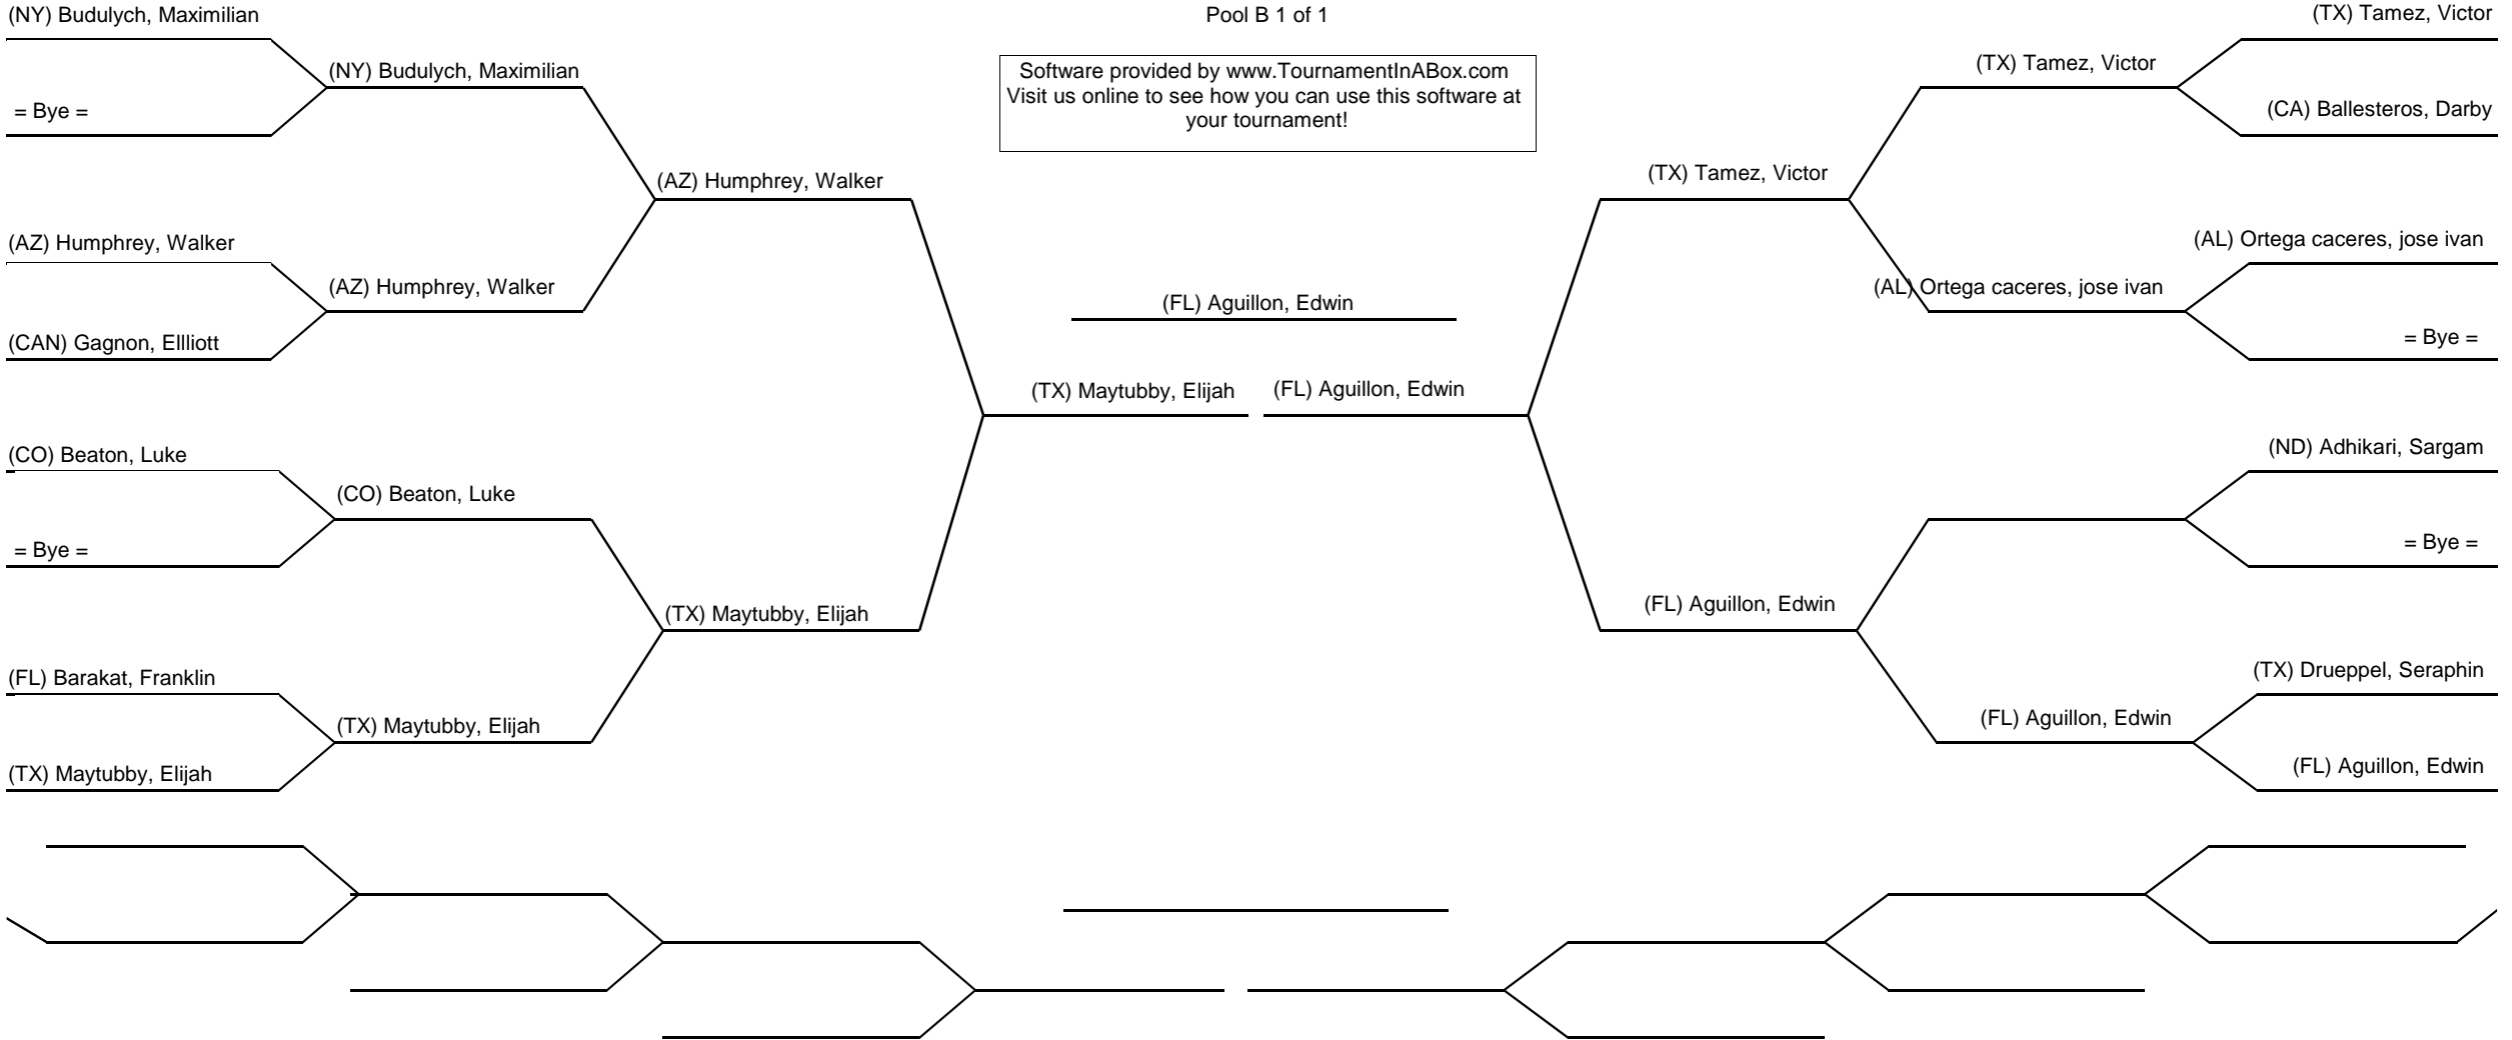 (NY) Budulych, Maximilian
= Bye =
(AZ) Humphrey, Walker
(CAN) Gagnon, Ellliott
(CO) Beaton, Luke
= Bye =
(FL) Barakat, Franklin
(TX) Maytubby, Elijah
(NY) Budulych, Maximilian
(AZ) Humphrey, Walker
(CO) Beaton, Luke
(TX) Maytubby, Elijah
(AZ) Humphrey, Walker
(TX) Maytubby, Elijah
Pool B 1 of 1
Software provided by www.TournamentInABox.com
Visit us online to see how you can use this software at
your tournament!
(FL) Aguillon, Edwin
(TX) Maytubby, Elijah
(FL) Aguillon, Edwin
(TX) Tamez, Victor
(FL) Aguillon, Edwin
(TX) Tamez, Victor
(AL) Ortega caceres, jose ivan
(FL) Aguillon, Edwin
(TX) Tamez, Victor
(CA) Ballesteros, Darby
(AL) Ortega caceres, jose ivan
= Bye =
(ND) Adhikari, Sargam
= Bye =
(TX) Drueppel, Seraphin
(FL) Aguillon, Edwin